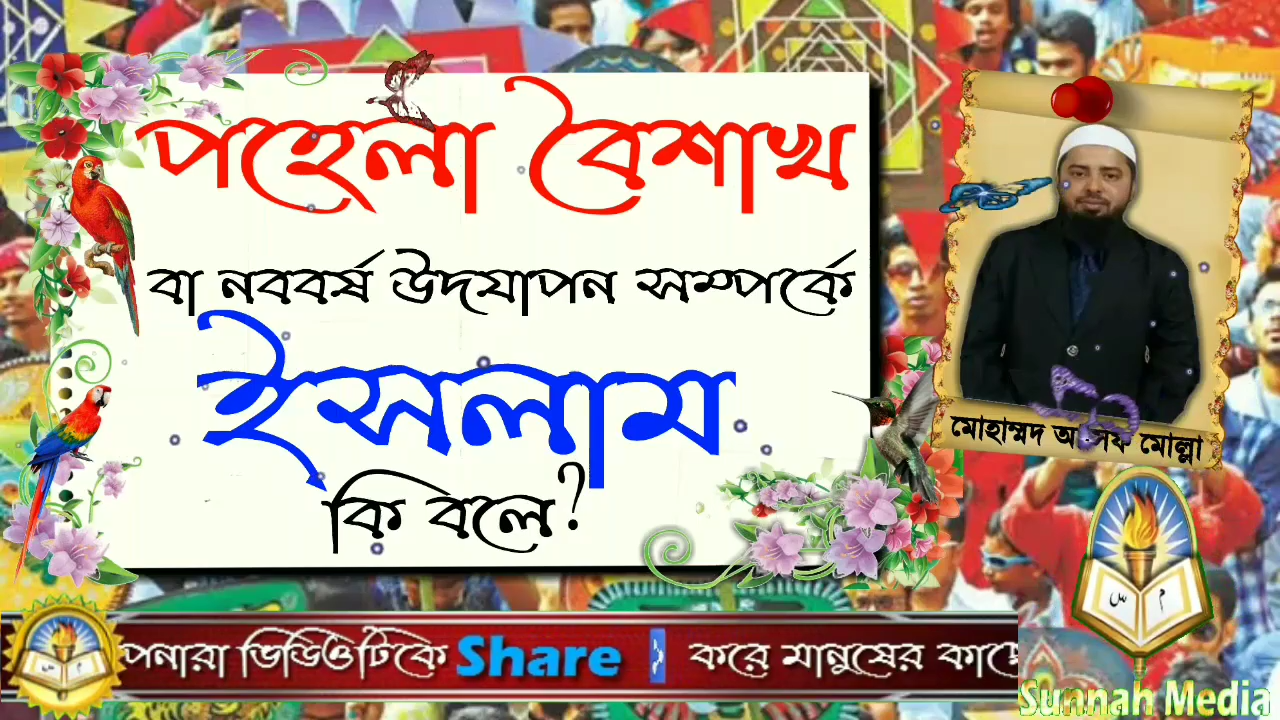 পহেলা বৈশাখ
বা নববর্ষ উদযাপন সম্পর্কে
ইসলাম
কি বলে?
মোহাম্মদ মোল্লা
س م
পনারা ভিডিওটিকে Share করে মানুষের কাছে
س م
Sunnah Media